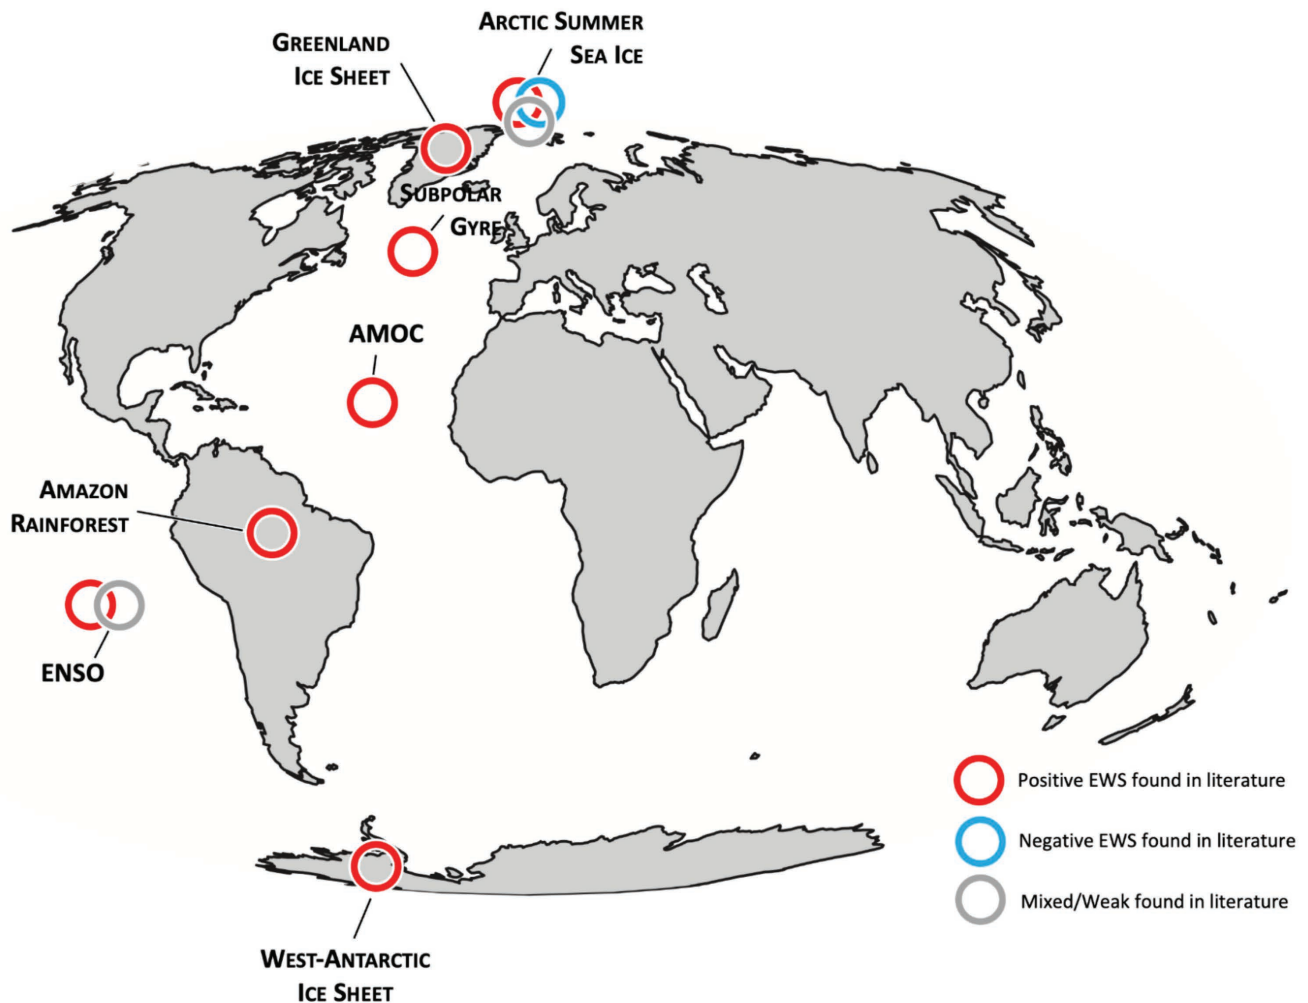 ARCTIC SUMMER
SEA ICE
GREENLAND
ICE SHEET
SUBPOLAR
GYRE
AMOC
AMAZON
RAINFOREST
ENSO
Positive EWS found in literature
Negative EWS found in literature
Mixed/Weak found in literature
WEST-ANTARCTIC
ICE SHEET